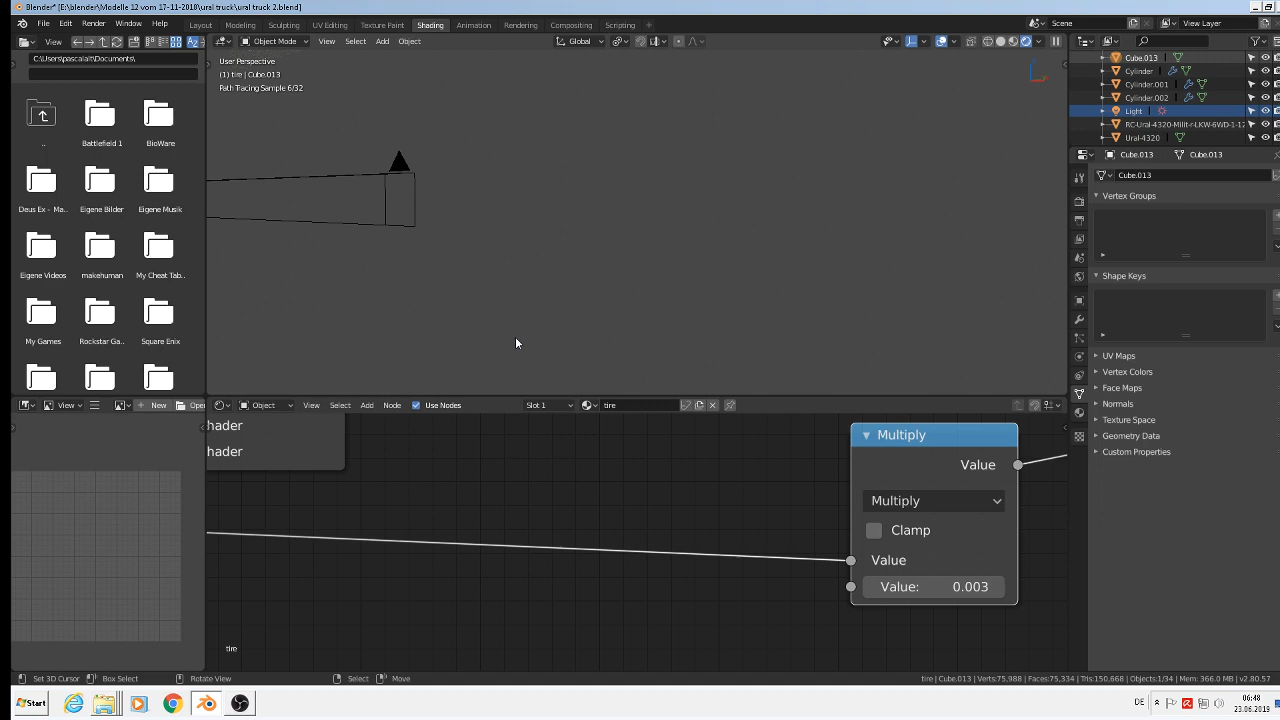 Blender* [E:\blender\Modelle 12 vom 17-11-2018\ural truck\ural truck 2.blend]
File Edit Render Window Help Layout Modeling Sculpting UV Editing Texture Paint Shading Animation Rendering Compositing Scripting Scene View Layer
View Object Mode View Select Add Object Global
C:\Users\pascalalt\Documents\
..
Battlefield 1
BioWare
Deus Ex - Ma...
Eigene Bilder
Eigene Musik
Eigene Videos
makehuman
My Cheat Tab..
My Games
Rockstar Ga..
Square Enix
User Perspective
(1) tire | Cube.013
Path Tracing Sample 6/32
Cube.013
Cylinder
Cylinder.001
Cylinder.002
Light
RC-Ural-4320-Milit-r-LKW-6WD-1-12
Ural-4320
Cube.013 Cube.013
Cube.013
Vertex Groups
Shape Keys
UV Maps
Vertex Colors
Face Maps
Normals
Texture Space
Geometry Data
Custom Properties
View New Open
Object View Select Add Node Use Nodes Slot 1 tire
hader
hader
Multiply
Value
Multiply
Clamp
Value
Value: 0.003
tire
Set 3D Cursor Box Select Rotate View Select Move tire | Cube.013 | Verts:75,988 | Faces:75,334 | Tris:150,668 | Objects:1/34 | Mem: 366.0 MB | v2.80.57
Start DE 06:48
23.06.2019